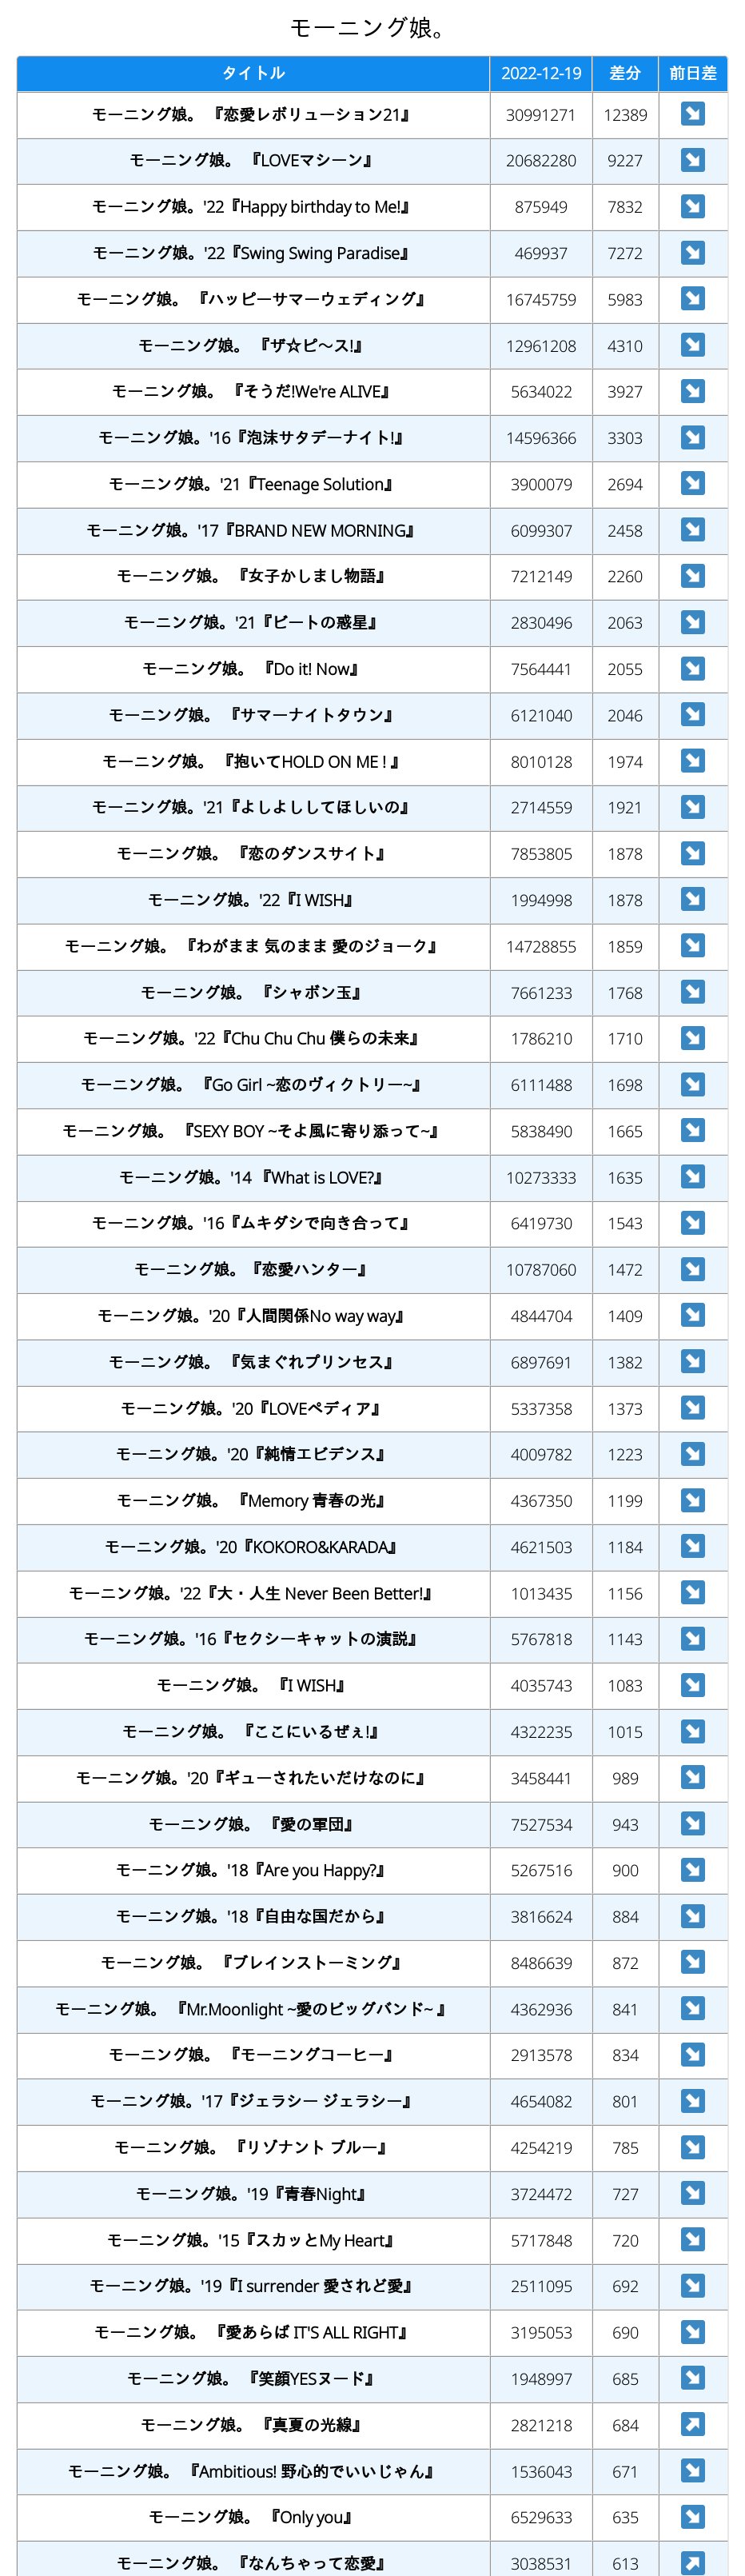 モーニング娘。
タイトル 2022-12-19 差分 前日差
モーニング娘。 『恋愛レボリューション21』 30991271 12389
モーニング娘。 『LOVEマシーン』 20682280 9227
モーニング娘。'22『Happy birthday to Me!』 875949 7832
モーニング娘。'22『Swing Swing Paradise』 469937 7272
モーニング娘。 『ハッピーサマーウェディング』 16745759 5983
モーニング娘。 『ザ☆ピ〜ス!』 12961208 4310
モーニング娘。 『そうだ!We're ALIVE』 5634022 3927
モーニング娘。'16『泡沫サタデーナイト!』 14596366 3303
モーニング娘。'21『Teenage Solution』 3900079 2694
モーニング娘。'17『BRAND NEW MORNING』 6099307 2458
モーニング娘。 『女子かしまし物語』 7212149 2260
モーニング娘。'21『ビートの惑星』 2830496 2063
モーニング娘。 『Do it! Now』 7564441 2055
モーニング娘。 『サマーナイトタウン』 6121040 2046
モーニング娘。 『抱いてHOLD ON ME ! 』 8010128 1974
モーニング娘。'21『よしよししてほしいの』 2714559 1921
モーニング娘。 『恋のダンスサイト』 7853805 1878
モーニング娘。'22『I WISH』 1994998 1878
モーニング娘。 『わがまま 気のまま 愛のジョーク』 14728855 1859
モーニング娘。 『シャボン玉』 7661233 1768
モーニング娘。'22『Chu Chu Chu 僕らの未来』 1786210 1710
モーニング娘。 『Go Girl ~恋のヴィクトリー~』 6111488 1698
モーニング娘。 『SEXY BOY ~そよ風に寄り添って~』 5838490 1665
モーニング娘。'14 『What is LOVE?』 10273333 1635
モーニング娘。'16『ムキダシで向き合って』 6419730 1543
モーニング娘。『恋愛ハンター』 10787060 1472
モーニング娘。'20『人間関係No way way』 4844704 1409
モーニング娘。 『気まぐれプリンセス』 6897691 1382
モーニング娘。'20『LOVEペディア』 5337358 1373
モーニング娘。'20『純情エビデンス』 4009782 1223
モーニング娘。 『Memory 青春の光』 4367350 1199
モーニング娘。'20『KOKORO&KARADA』 4621503 1184
モーニング娘。'22『大・人生 Never Been Better!』 1013435 1156
モーニング娘。'16『セクシーキャットの演説』 5767818 1143
モーニング娘。 『I WISH』 4035743 1083
モーニング娘。 『ここにいるぜぇ!』 4322235 1015
モーニング娘。'20『ギューされたいだけなのに』 3458441 989
モーニング娘。 『愛の軍団』 7527534 943
モーニング娘。'18『Are you Happy?』 5267516 900
モーニング娘。'18『自由な国だから』 3816624 884
モーニング娘。 『ブレインストーミング』 8486639 872
モーニング娘。 『Mr.Moonlight ~愛のビッグバンド~ 』 4362936 841
モーニング娘。 『モーニングコーヒー』 2913578 834
モーニング娘。'17『ジェラシー ジェラシー』 4654082 801
モーニング娘。 『リゾナント ブルー』 4254219 785
モーニング娘。'19『青春Night』 3724472 727
モーニング娘。'15『スカッとMy Heart』 5717848 720
モーニング娘。'19『I surrender 愛されど愛』 2511095 692
モーニング娘。 『愛あらば IT'S ALL RIGHT』 3195053 690
モーニング娘。 『笑顔YESヌード』 1948997 685
モーニング娘。 『真夏の光線』 2821218 684
モーニング娘。 『Ambitious! 野心的でいいじゃん』 1536043 671
モーニング娘。 『Only you』 6529633 635
モーニング娘。 『なんちゃって恋愛』 3038531 613